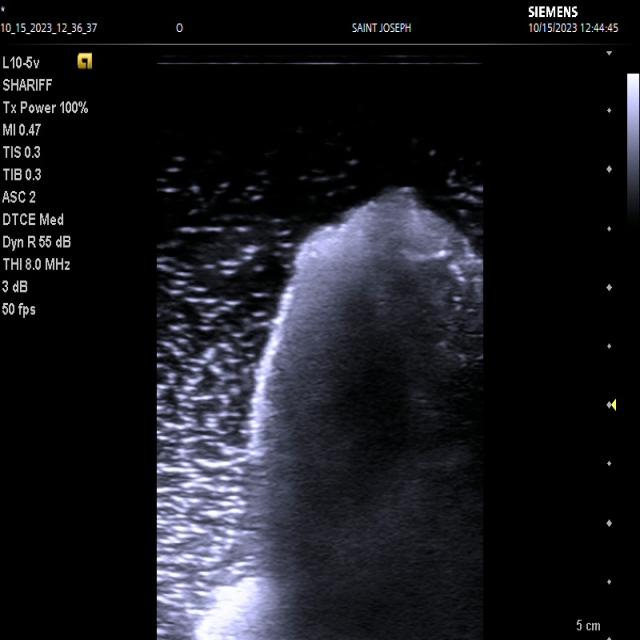 *
SIEMENS
10_15_2023_12_36_37 O SAINT JOSEPH 10/15/2023 12:44:45
L10-5v
SHARIFF
Tx Power 100%
MI 0.47
TIS 0.3
TIB 0.3
ASC 2
DTCE Med
Dyn R 55 dB
THI 8.0 MHz
3 dB
50 fps
5 cm